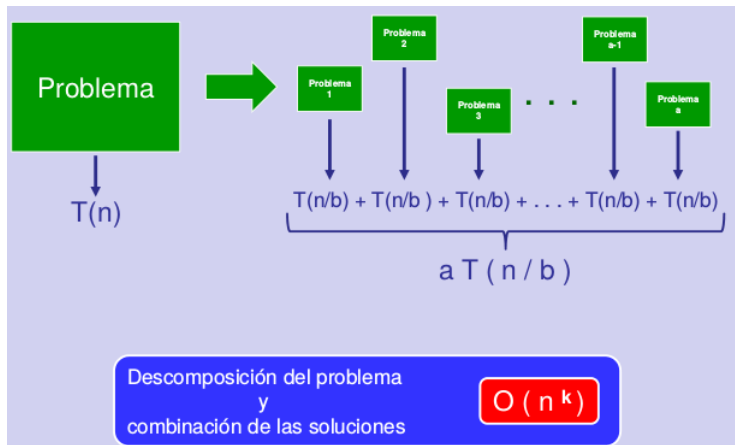 Problema
T(n)
Problema
1
Problema
2
Problema
3
. . .
Problema
a-1
Problema
a
T(n/b) + T(n/b ) + T(n/b) + . . . + T(n/b) + T(n/b)
a T ( n / b )
Descomposición del problema
y
combinación de las soluciones
O ( n k )